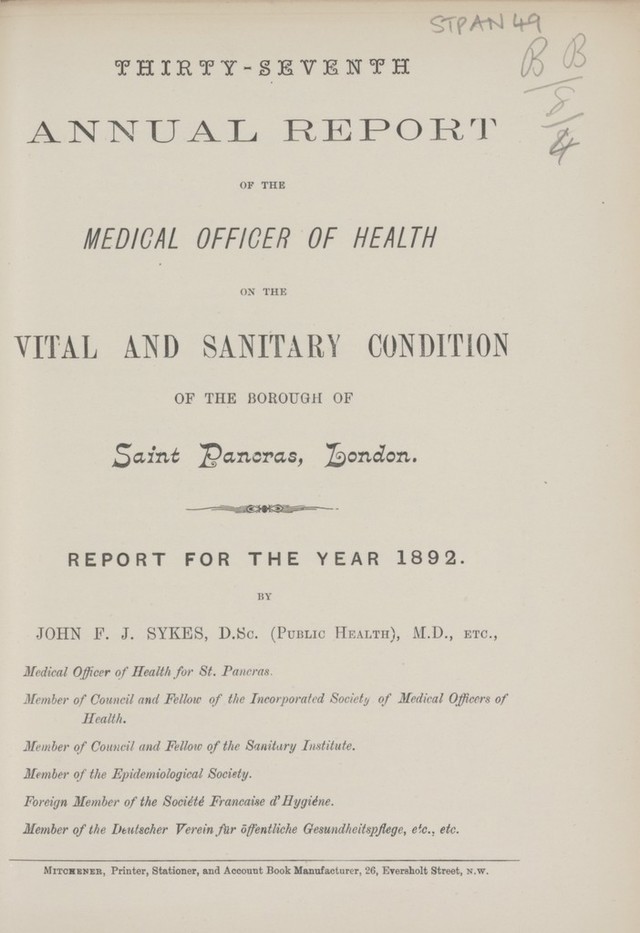 STPAN 49
B B
8
4
THIRTY-SEVENTH
ANNUAL REPORT
OF THE
MEDICAL OFFICER OF HEALTH
ON THE
VITAL AND SANITARY CONDITION
OF THE BOROUGH OF
Saint Pancras, London.
REPORT FOR THE YEAR 1892.
BY
JOHN F. J. SYKES, D.Sc. (Public Health), M.D., ETC.,
Medical Officer of Health for St. Pancras.
Member of Council and Fellow of the Incorporated Society of Medical Officers of
Health.
Member of Council and Fellow of the Sanitary Institute.
Member of the Epidemiological Society.
Foreign Member of the Société Francaise d'Hygiéne.
Member of the Deutscher Verein für öffentliche Gesundheitspflege, etc., etc.
Mitchener, Printer, Stationer, and Account Book Manufacturer, 26, Eversholt Street, N.W.